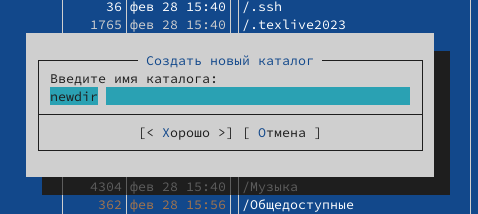 36 фев 28 15:40 /.ssh
1765 фев 28 15:40 /.texlive2023
Создать новый каталог
Введите имя каталога:
newdir
[< Хорошо >] [ Отмена ]
4304 фев 28 15:40 /Музыка
362 фев 28 15:56 /Общедоступные